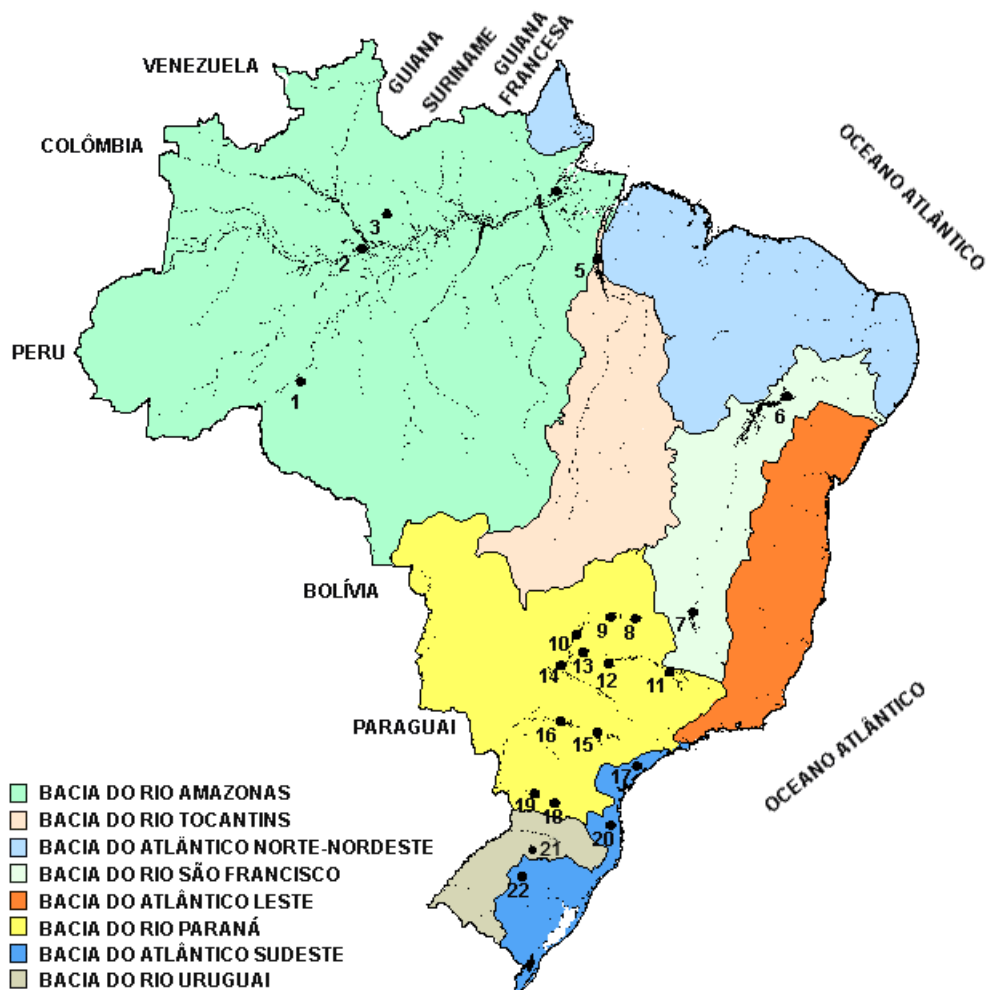 VENEZUELA
GUIANA
SURINAME
GUIANA
FRANCESA
COLÔMBIA
OCEANO ATLÂNTICO
4
3
2
5
PERU
1
6
BOLÍVIA
7
9
8
10
13
14
12
11
PARAGUAI
16
15
OCEANO ATLÂNTICO
17
19
18
20
21
22
BACIA DO RIO AMAZONAS
BACIA DO RIO TOCANTINS
BACIA DO ATLÂNTICO NORTE-NORDESTE
BACIA DO RIO SÃO FRANCISCO
BACIA DO ATLÂNTICO LESTE
BACIA DO RIO PARANÁ
BACIA DO ATLÂNTICO SUDESTE
BACIA DO RIO URUGUAI